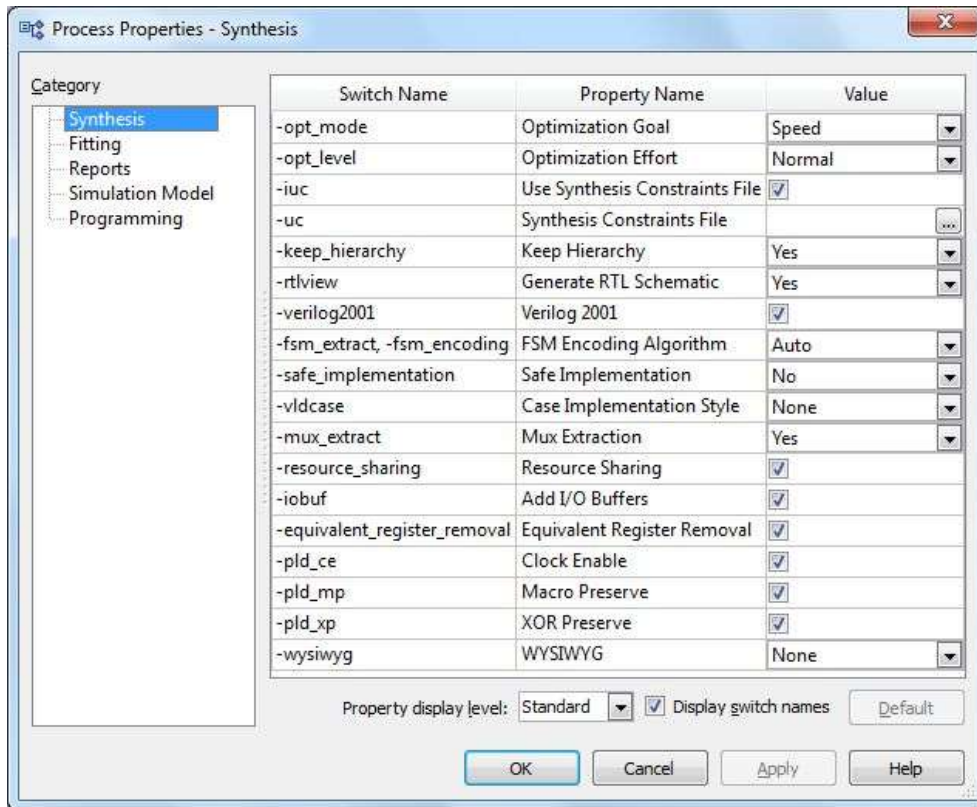 Process Properties - Synthesis
Category
Synthesis
Fitting
Reports
Simulation Model
Programming
Switch Name Property Name Value
-opt_mode Optimization Goal Speed
-opt_level Optimization Effort Normal
-iuc Use Synthesis Constraints File
-uc Synthesis Constraints File ...
-keep_hierarchy Keep Hierarchy Yes
-rtlview Generate RTL Schematic Yes
-verilog2001 Verilog 2001
-fsm_extract, -fsm_encoding FSM Encoding Algorithm Auto
-safe_implementation Safe Implementation No
-vldcase Case Implementation Style None
-mux_extract Mux Extraction Yes
-resource_sharing Resource Sharing
-iobuf Add I/O Buffers
-equivalent_register_removal Equivalent Register Removal
-pld_ce Clock Enable
-pld_mp Macro Preserve
-pld_xp XOR Preserve
-wysiwyg WYSIWYG None
Property display level: Standard Display switch names Default
OK Cancel Apply Help